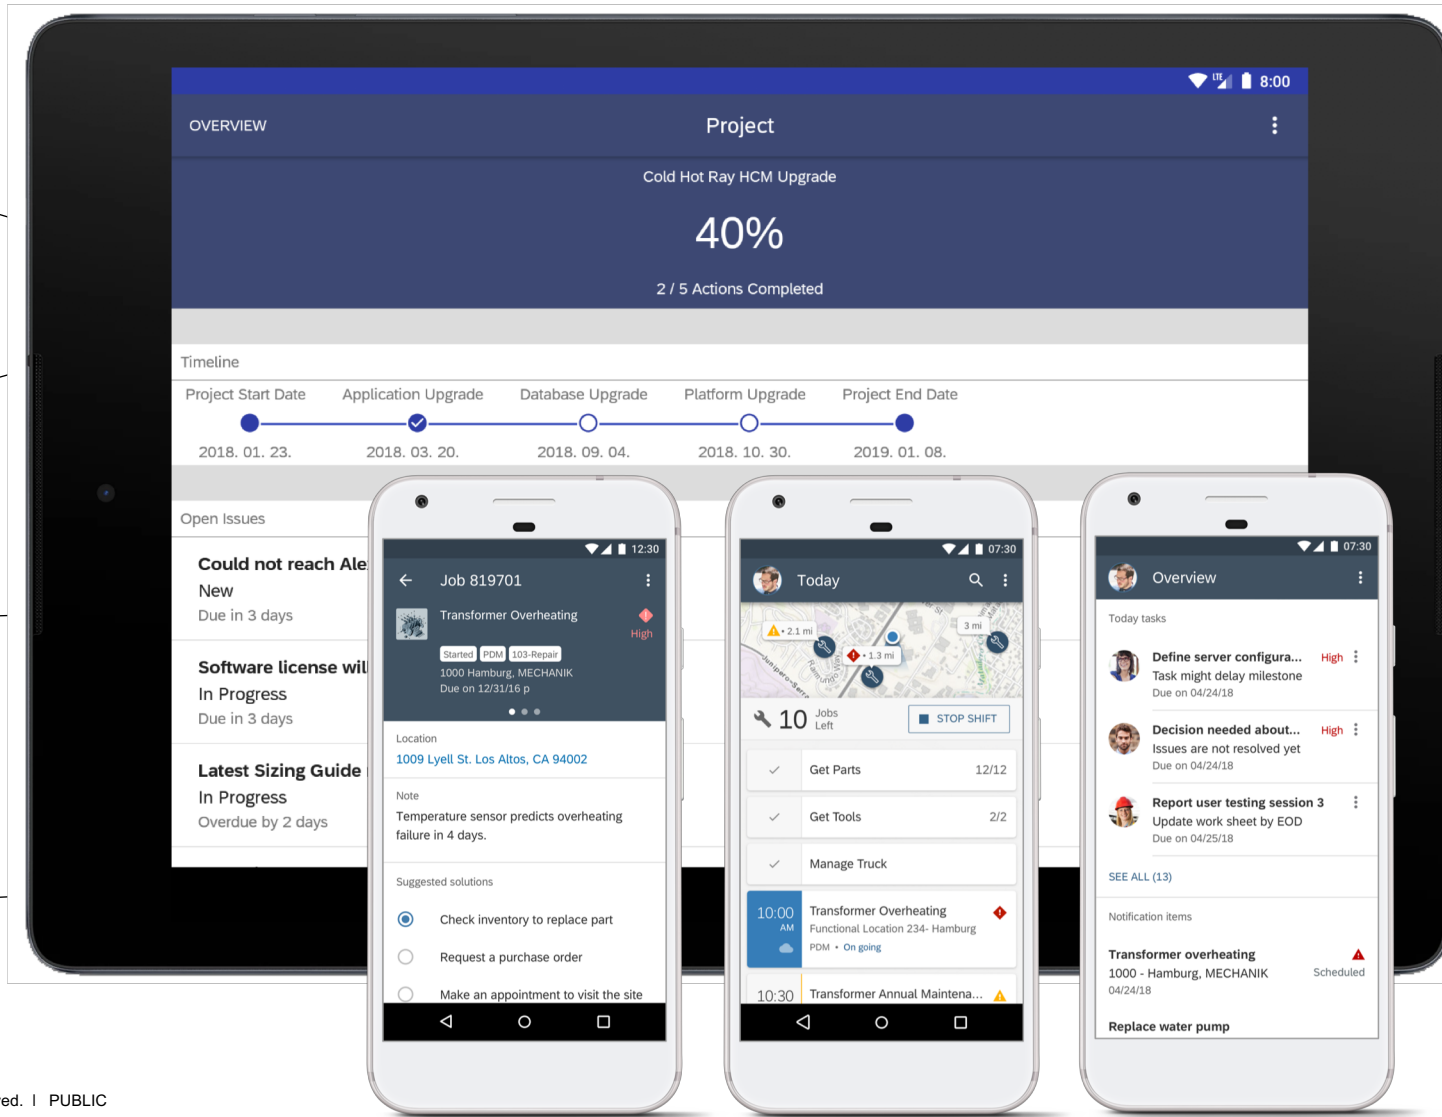 LTE 8:00
OVERVIEW Project
Cold Hot Ray HCM Upgrade
40%
2 / 5 Actions Completed
Timeline
Project Start Date Application Upgrade Database Upgrade Platform Upgrade Project End Date
2018. 01. 23. 2018. 03. 20. 2018. 09. 04. 2018. 10. 30. 2019. 01. 08.
Open Issues
Could not reach Ale
New
Due in 3 days
Software license wil
In Progress
Due in 3 days
Latest Sizing Guide
In Progress
Overdue by 2 days
12:30
Job 819701
Transformer Overheating
High
Started PDM 103-Repair
1000 Hamburg, MECHANIK
Due on 12/31/16 p
Location
1009 Lyell St. Los Altos, CA 94002
Note
Temperature sensor predicts overheating
failure in 4 days.
Suggested solutions
Check inventory to replace part
Request a purchase order
Make an appointment to visit the site
07:30
Today
• 2.1 mi
3 mi
• 1.3 mi
Junipero-Serra
Raimundo Way
10 Jobs
Left
STOP SHIFT
Get Parts 12/12
Get Tools 2/2
Manage Truck
10:00 Transformer Overheating
AM Functional Location 234- Hamburg
PDM • On going
10:30 Transformer Annual Maintena...
07:30
Overview
Today tasks
Define server configura... High
Task might delay milestone
Due on 04/24/18
Decision needed about... High
Issues are not resolved yet
Due on 04/24/18
Report user testing session 3
Update work sheet by EOD
Due on 04/25/18
SEE ALL (13)
Notification items
Transformer overheating
1000 - Hamburg, MECHANIK Scheduled
04/24/18
Replace water pump
ed. | PUBLIC